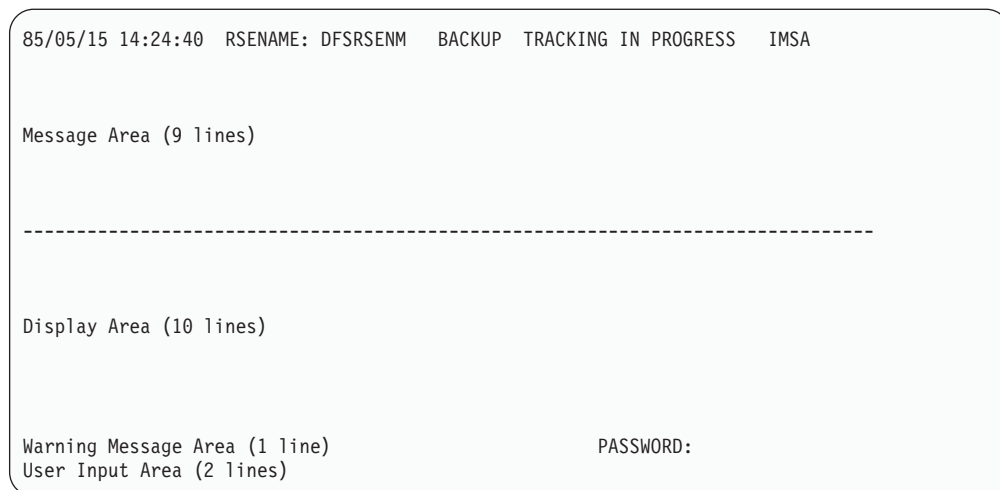 85/05/15 14:24:40 RSENAME: DFSRSENM BACKUP TRACKING IN PROGRESS IMSA
Message Area (9 lines)
--------------------------------------------------------------------------------
Display Area (10 lines)
Warning Message Area (1 line) PASSWORD:
User Input Area (2 lines)